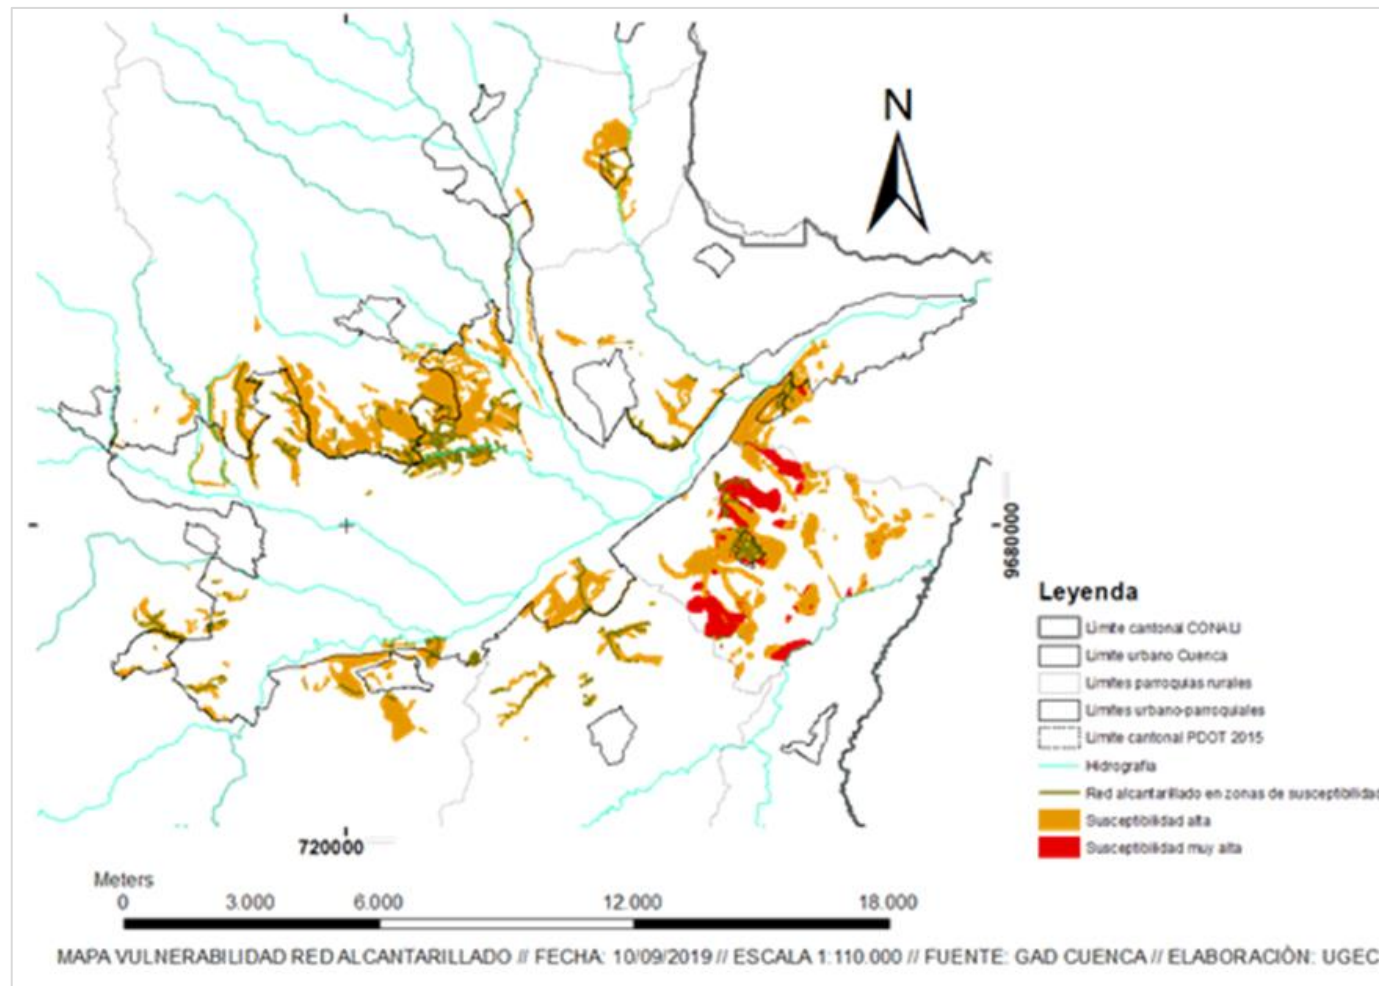 N
9680000
Leyenda
Límite cantonal CONALI
Límite urbano Cuenca
Límites parroquias rurales
Límites urbano-parroquiales
Límite cantonal PDOT 2015
Hidrografía
Red alcantarillado en zonas de susceptibilidad
Susceptibilidad alta
Susceptibilidad muy alta
720000
Meters
0 3.000 6.000 12.000 18.000
MAPA VULNERABILIDAD RED ALCANTARILLADO // FECHA: 10/09/2019 // ESCALA 1:110.000 // FUENTE: GAD CUENCA // ELABORACIÒN: UGEC